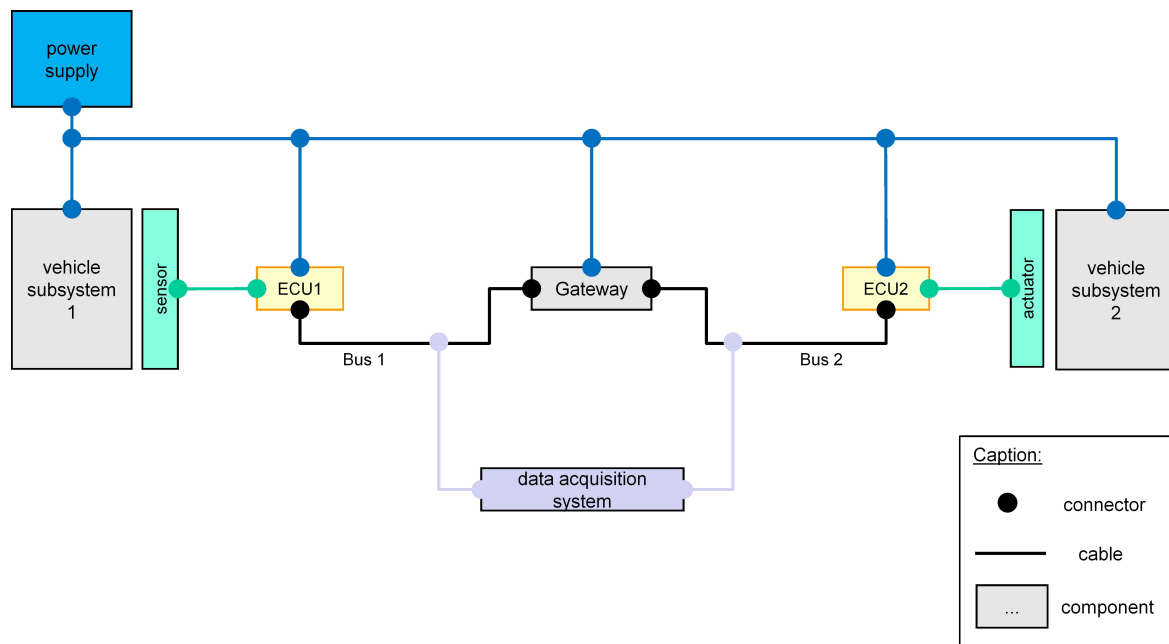 power
supply
vehicle
subsystem
1
sensor
ECU1
Gateway
ECU2
actuator
vehicle
subsystem
2
Bus 1
Bus 2
data acquisition
system
Caption:
connector
cable
...
component